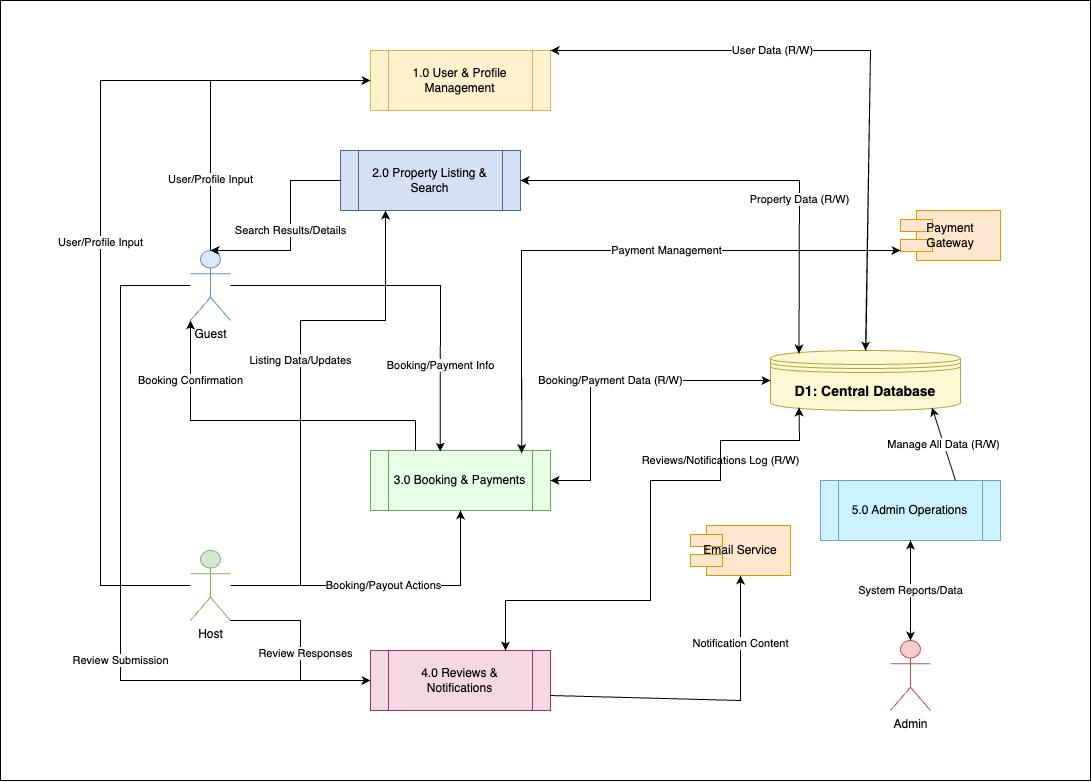 User Data (R/W)
1.0 User & Profile
Management
2.0 Property Listing &
Search
User/Profile Input
Property Data (R/W)
Search Results/Details
User/Profile Input
Payment Management
Payment
Gateway
Guest
Listing Data/Updates
Booking/Payment Info
Booking Confirmation
Booking/Payment Data (R/W)
D1: Central Database
Manage All Data (R/W)
Reviews/Notifications Log (R/W)
3.0 Booking & Payments
5.0 Admin Operations
Email Service
Booking/Payout Actions
System Reports/Data
Host
Notification Content
Review Submission
Review Responses
4.0 Reviews &
Notifications
Admin